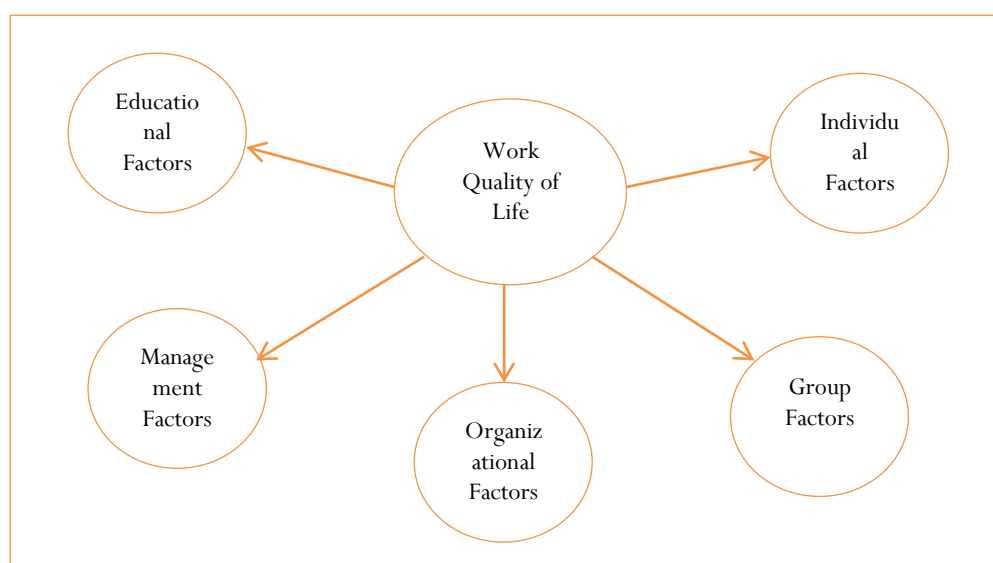 Educatio
nal
Factors
Work
Quality of
Life
Individu
al
Factors
Manage
ment
Factors
Organiz
ational
Factors
Group
Factors